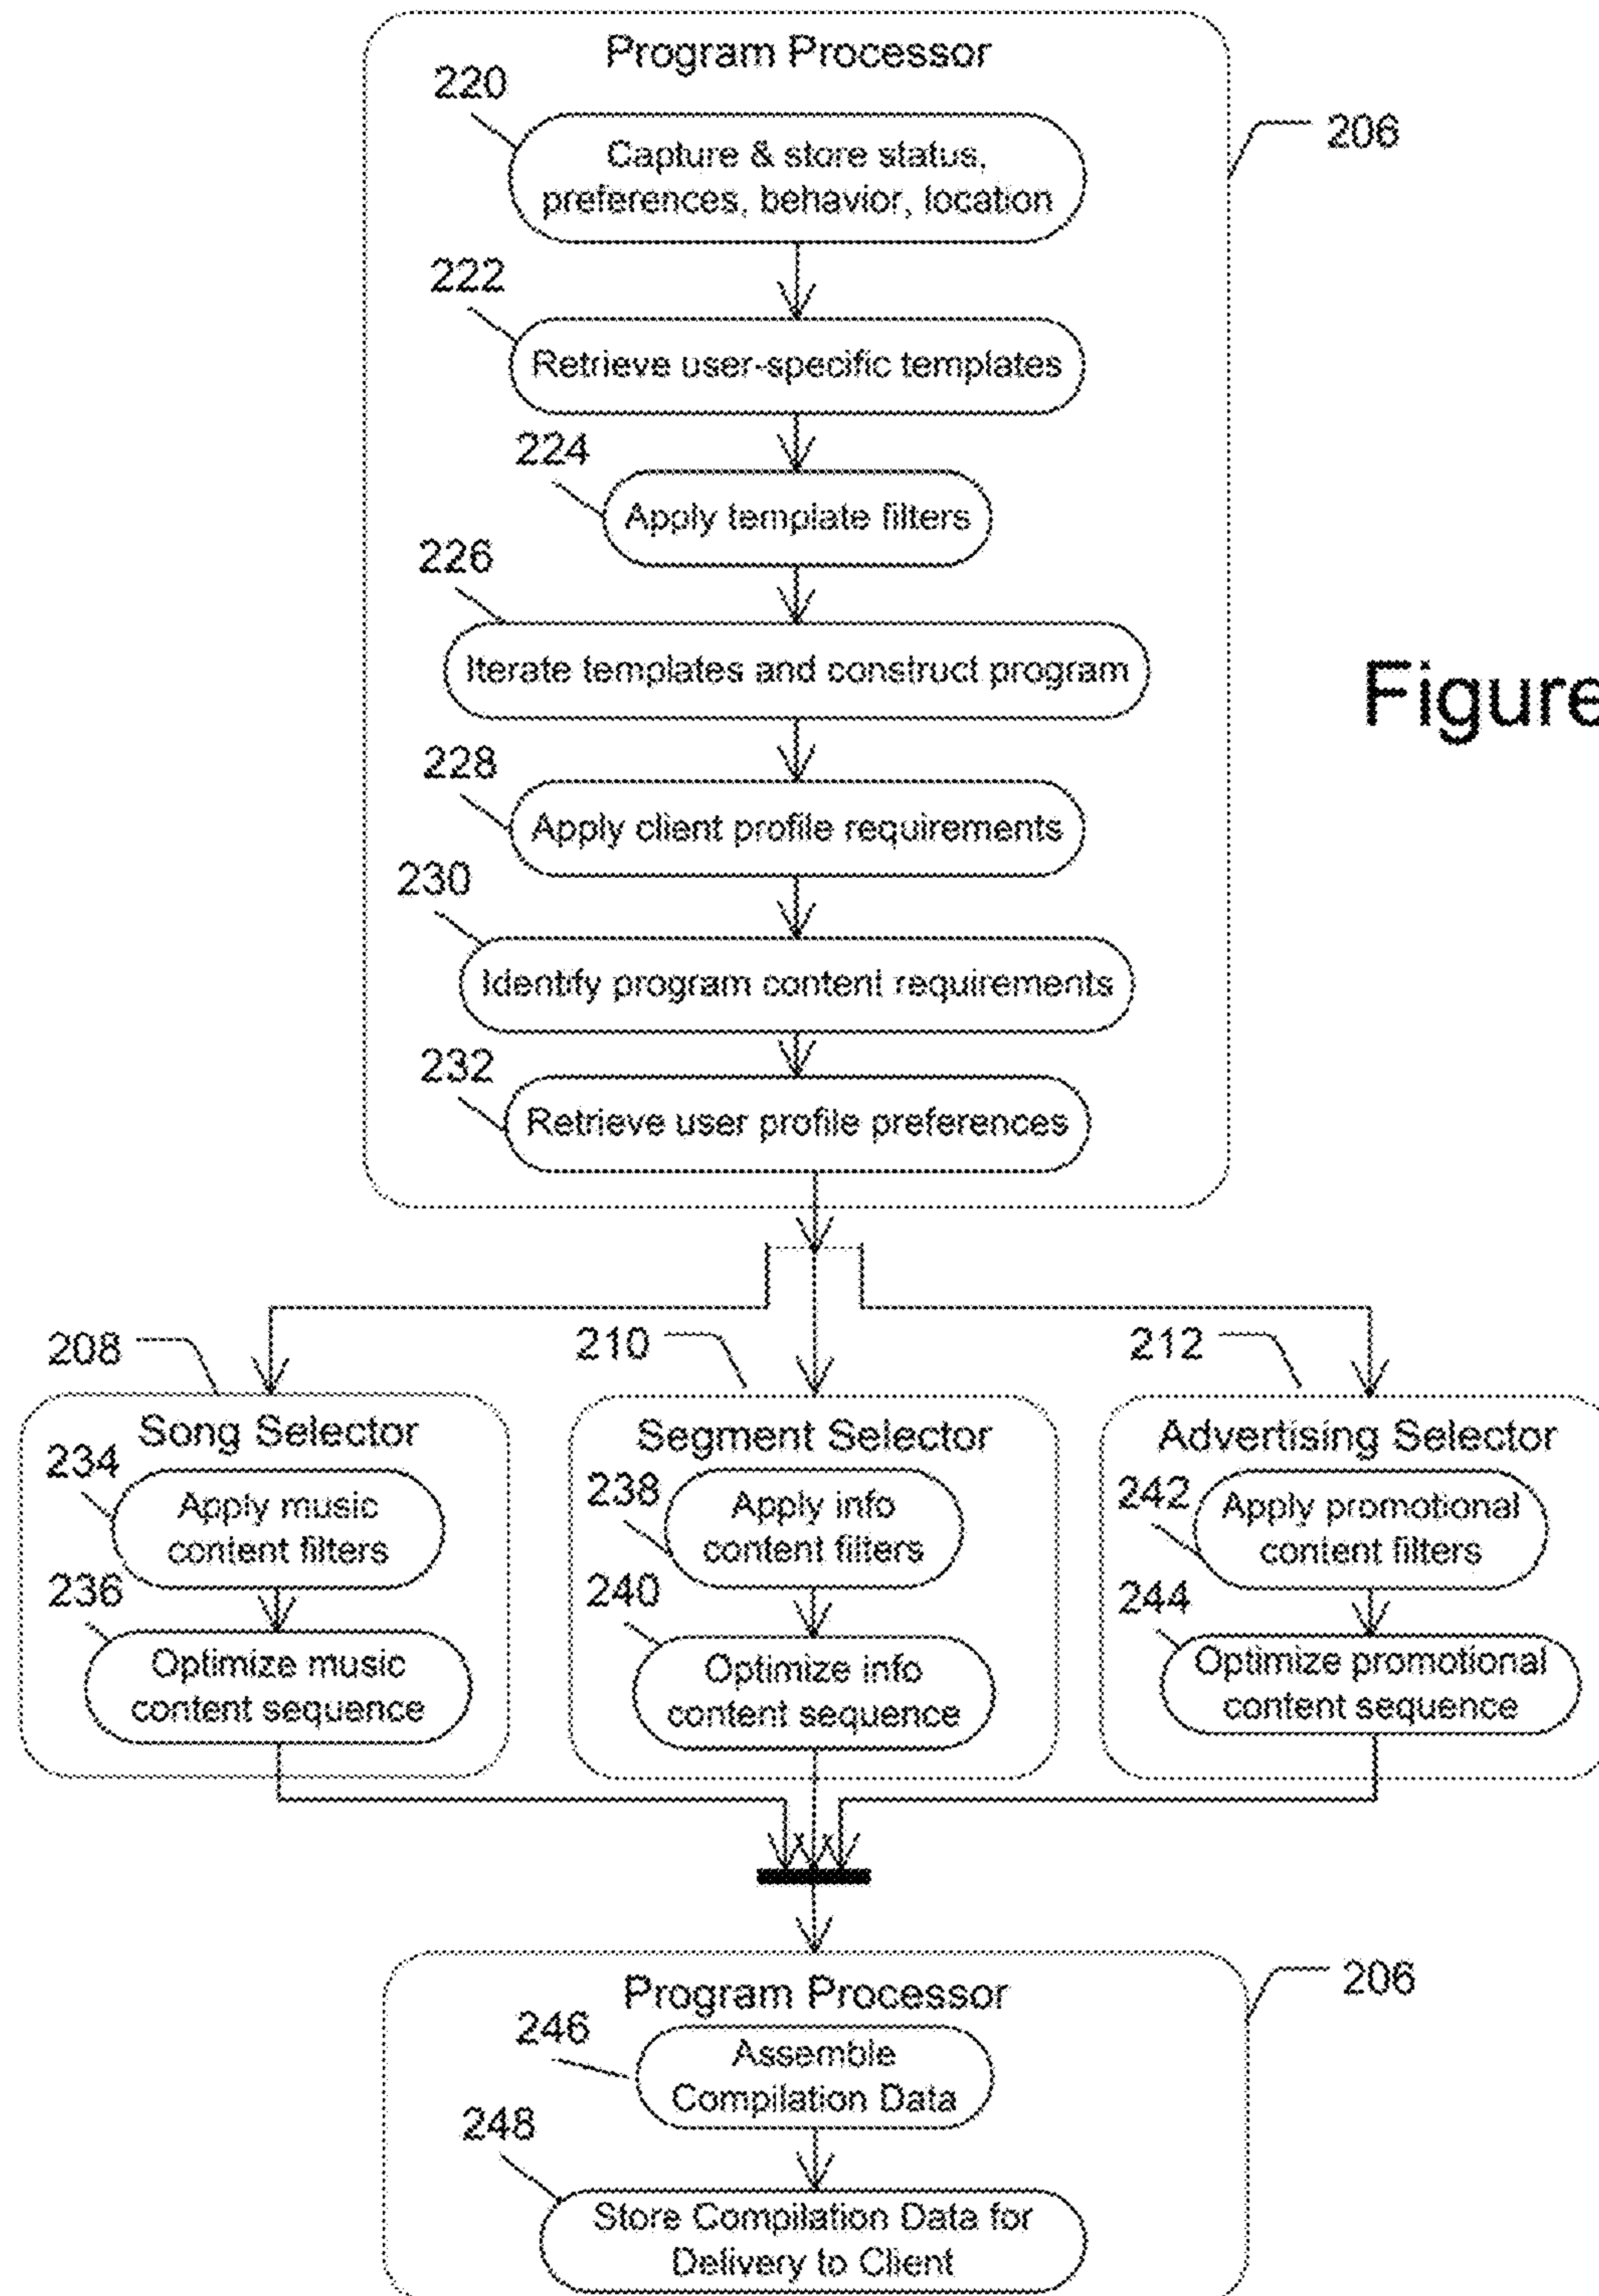 Program Processor
220
206
Capture & store status,
preferences, behavior, location
222
Retrieve user-specific templates
224
Apply template filters
226
Iterate templates and construct program
Figure
228
Apply client profile requirements
230
Identify program content requirements
232
Retrieve user profile preferences
208
210
212
Song Selector
234
Apply music
content filters
236
Optimize music
content sequence
Segment Selector
238
Apply info
content filters
240
Optimize info
content sequence
Advertising Selector
242
Apply promotional
content filters
244
Optimize promotional
content sequence
Program Processor
206
246
Assemble
Compilation Data
248
Store Compilation Data for
Delivery to Client